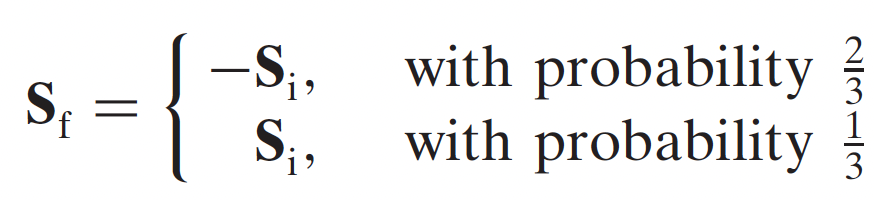 S_f = { −S_i, with probability 2/3
S_i, with probability 1/3